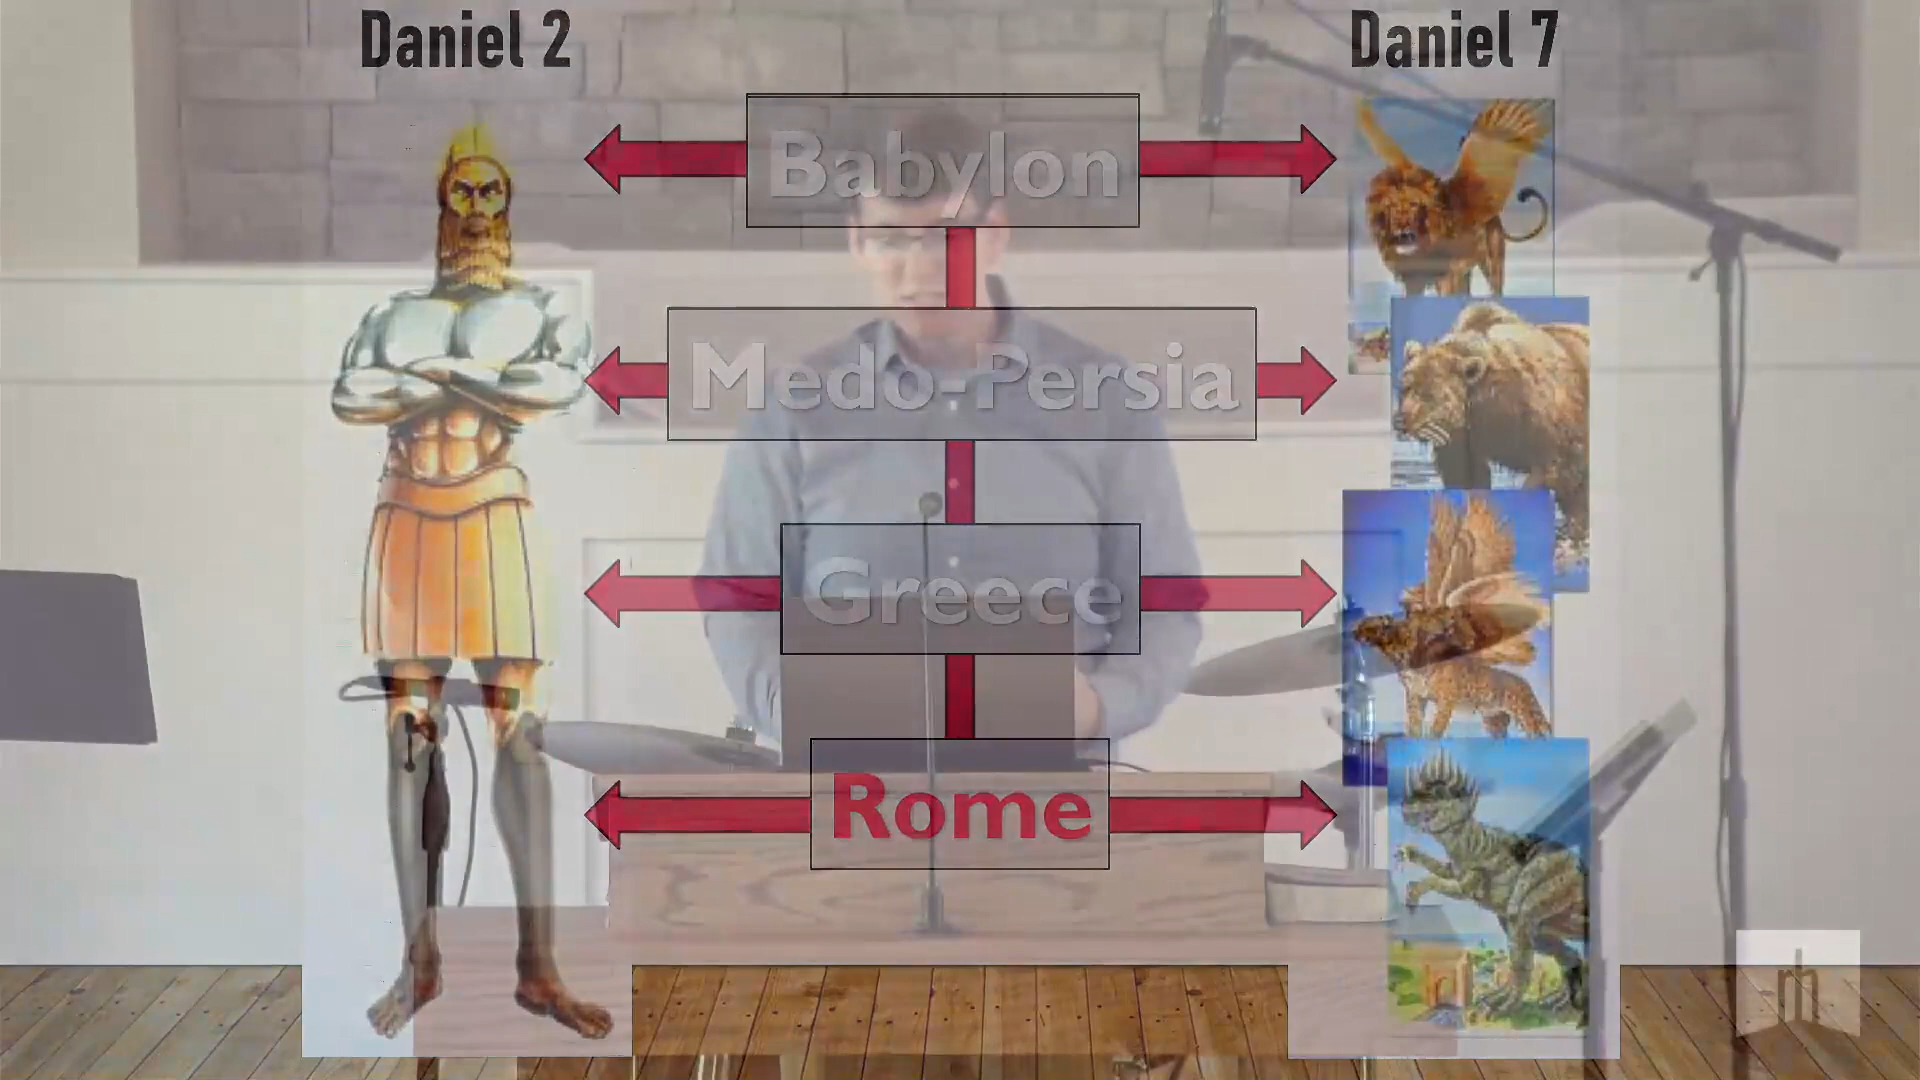 Daniel 2
Daniel 7
Babylon
Medo-Persia
Greece
Rome